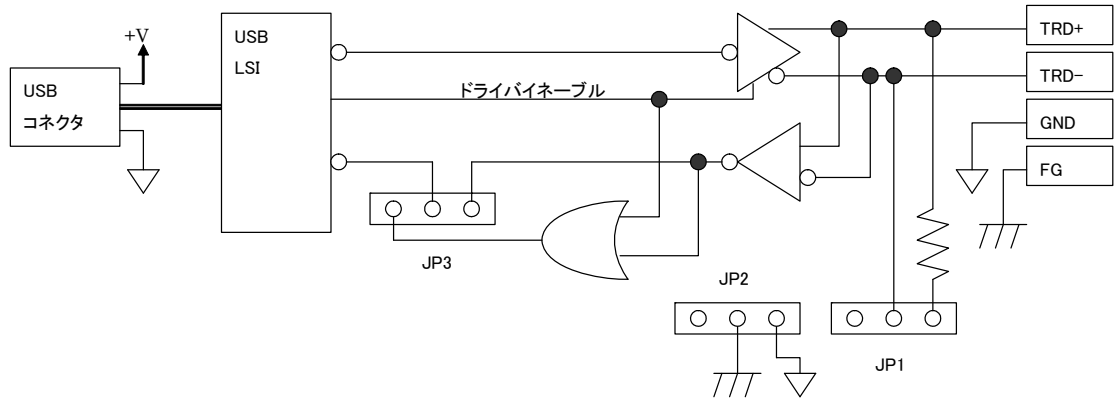 +V
USB
コネクタ
USB
LSI
ドライバイネーブル
TRD+
TRD-
GND
FG
JP3
JP2
JP1